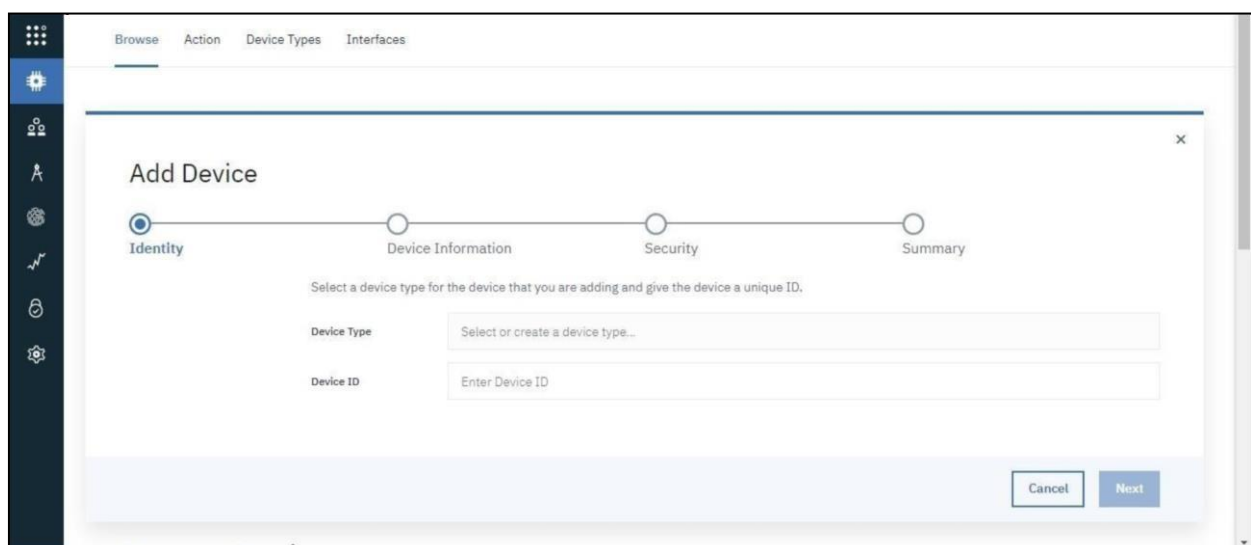 Browse Action Device Types Interfaces
Add Device
Identity Device Information Security Summary
Select a device type for the device that you are adding and give the device a unique ID.
Device Type Select or create a device type...
Device ID Enter Device ID
Cancel Next